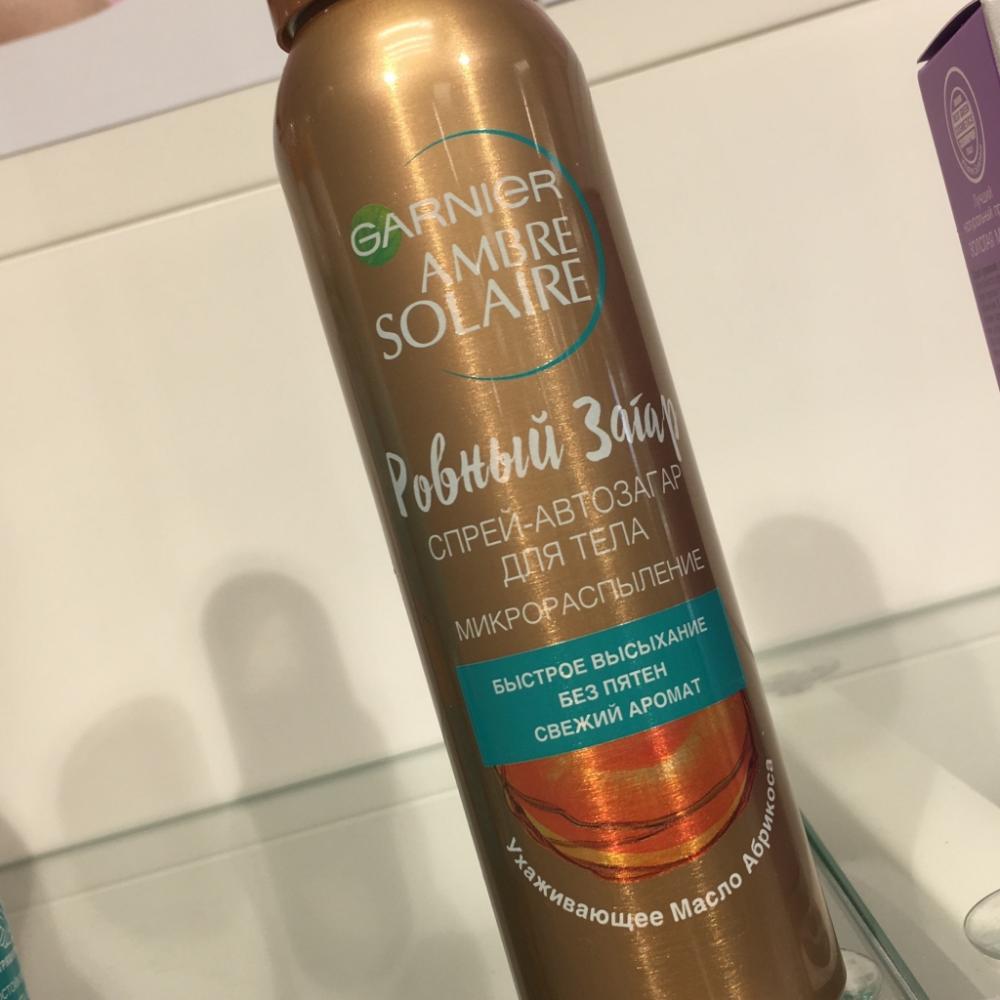 GARNIER
AMBRE
SOLAIRE
Ровный Загар
СПРЕЙ-АВТОЗАГАР
ДЛЯ ТЕЛА
МИКРОРАСПЫЛЕНИЕ
БЫСТРОЕ ВЫСЫХАНИЕ
БЕЗ ПЯТЕН
СВЕЖИЙ АРОМАТ
Ухаживающее Масло Абрикоса
Лучший